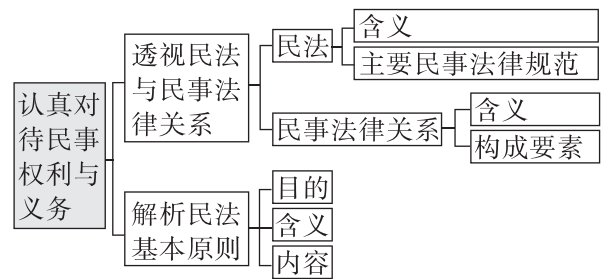 认真对
待民事
权利与
义务
透视民法
与民事法
律关系
民法
含义
主要民事法律规范
民事法律关系
含义
构成要素
解析民法
基本原则
目的
含义
内容